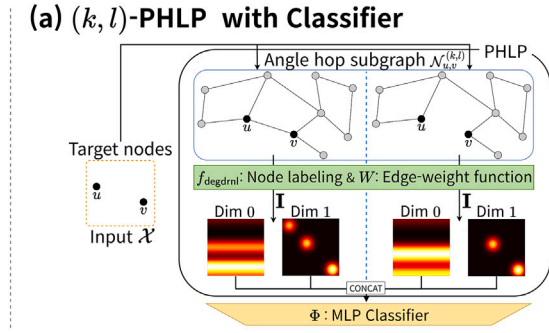 (a) (k, l)-PHLP with Classifier
PHLP
Angle hop subgraph 𝒩_{u,v}^{(k,l)}
u
v
u
v
Target nodes
u
v
Input 𝒳
f_degdrnl: Node labeling & W: Edge-weight function
I
I
Dim 0
Dim 1
Dim 0
Dim 1
CONCAT
Φ : MLP Classifier